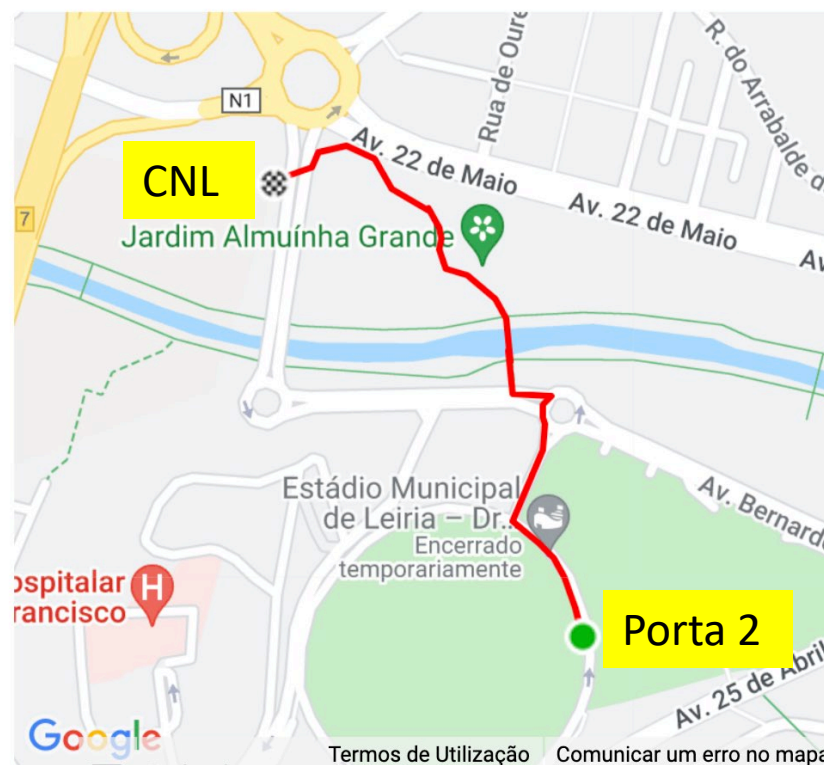 N1
Rua de Oure
R. do Arrabalde d
Av. 22 de Maio
CNL
7
Av. 22 de Maio
Av
Jardim Almuínha Grande
Estádio Municipal
de Leiria – Dr..
Encerrado
temporariamente
Av. Bernardo
ospitalar
rancisco
H
Porta 2
Av. 25 de Abril
Google
Termos de Utilização
Comunicar um erro no mapa